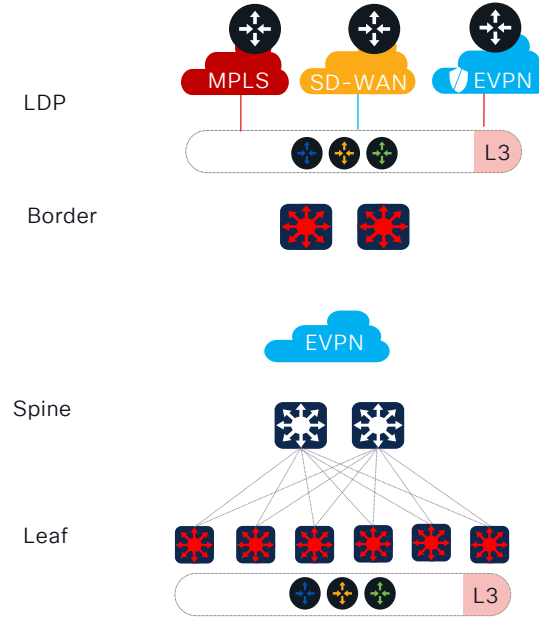 MPLS
SD-WAN
EVPN
LDP
L3
Border
EVPN
Spine
Leaf
L3